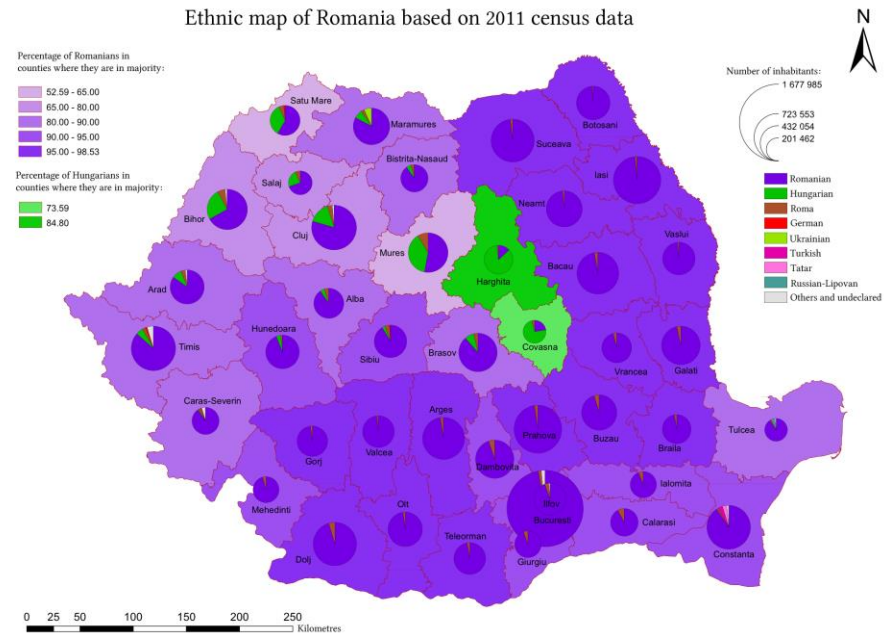 Ethnic map of Romania based on 2011 census data
N
Percentage of Romanians in
counties where they are in majority:
52.59 - 65.00
65.00 - 80.00
80.00 - 90.00
90.00 - 95.00
95.00 - 98.53
Percentage of Hungarians in
counties where they are in majority:
73.59
84.80
Number of inhabitants:
1 677 985
723 553
432 054
201 462
Romanian
Hungarian
Roma
German
Ukrainian
Turkish
Tatar
Russian-Lipovan
Others and undeclared
Satu Mare
Maramures
Botosani
Suceava
Bistrita-Nasaud
Iasi
Salaj
Neamt
Bihor
Cluj
Vaslui
Mures
Harghita
Bacau
Arad
Alba
Hunedoara
Timis
Sibiu
Brasov
Covasna
Vrancea
Galati
Caras-Severin
Arges
Tulcea
Gorj
Valcea
Prahova
Buzau
Braila
Dambovita
Mehedinti
Olt
Ilfov
Ialomita
Bucuresti
Teleorman
Calarasi
Dolj
Giurgiu
Constanta
0 25 50 100 150 200 250
Kilometres